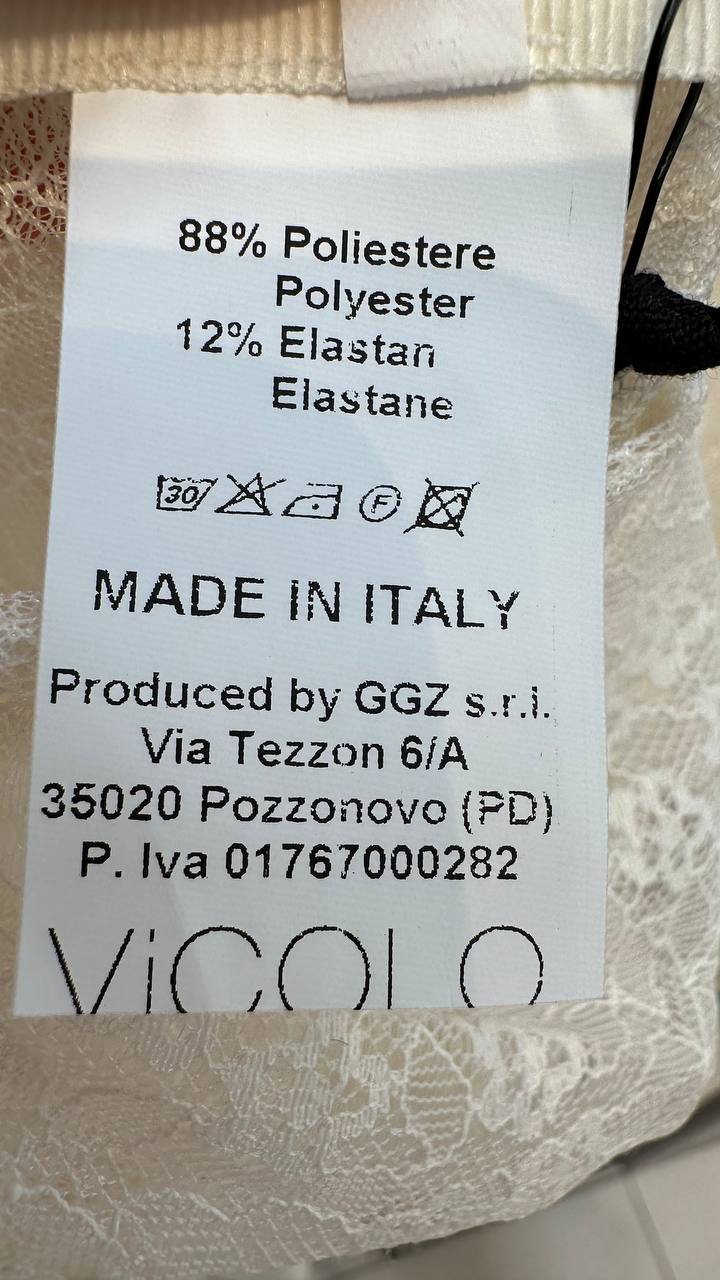 88% Poliestere
Polyester
12% Elastan
Elastane
30 F
MADE IN ITALY
Produced by GGZ s.r.l.
Via Tezzon 6/A
35020 Pozzonovo (PD)
P. Iva 01767000282
ViCOLO